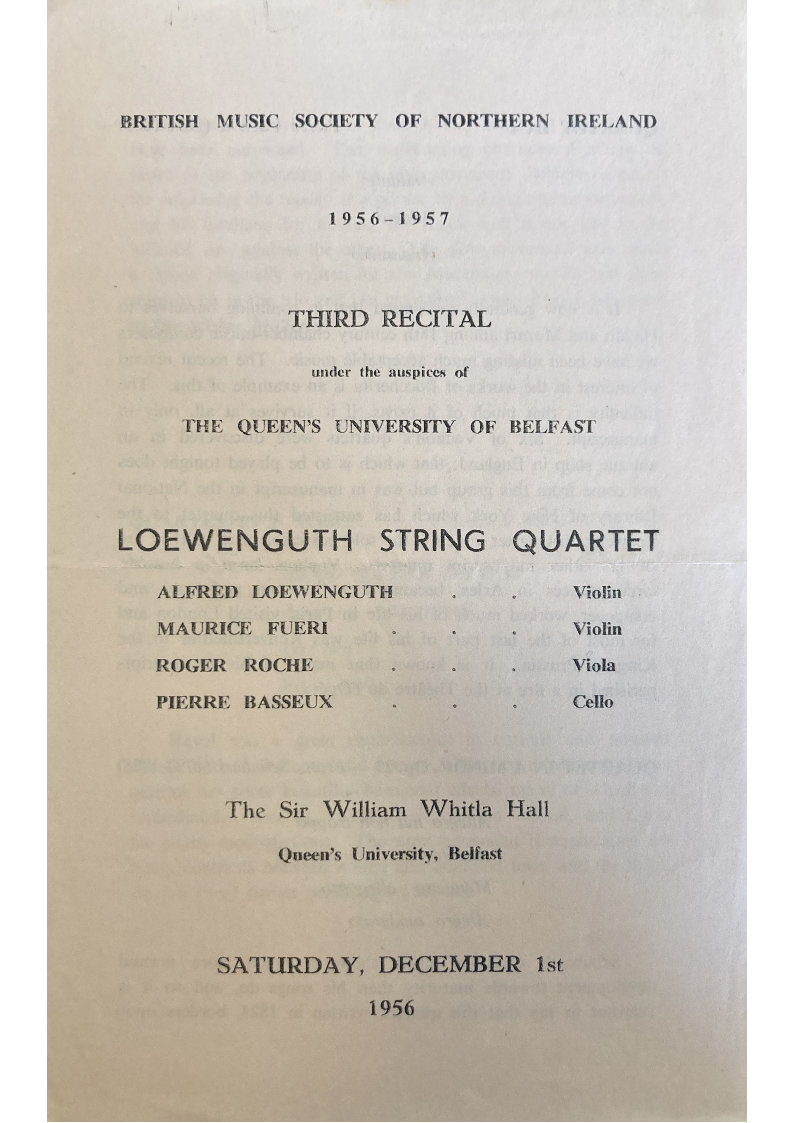 BRITISH MUSIC SOCIETY OF NORTHERN IRELAND
1956-1957
THIRD RECITAL
under the auspices of
THE QUEEN'S UNIVERSITY OF BELFAST
LOEWENGUTH STRING QUARTET
ALFRED LOEWENGUTH . . Violin
MAURICE FUERI . . . Violin
ROGER ROCHE . . . Viola
PIERRE BASSEUX . . . Cello
The Sir William Whitla Hall
Queen's University, Belfast
SATURDAY, DECEMBER 1st
1956